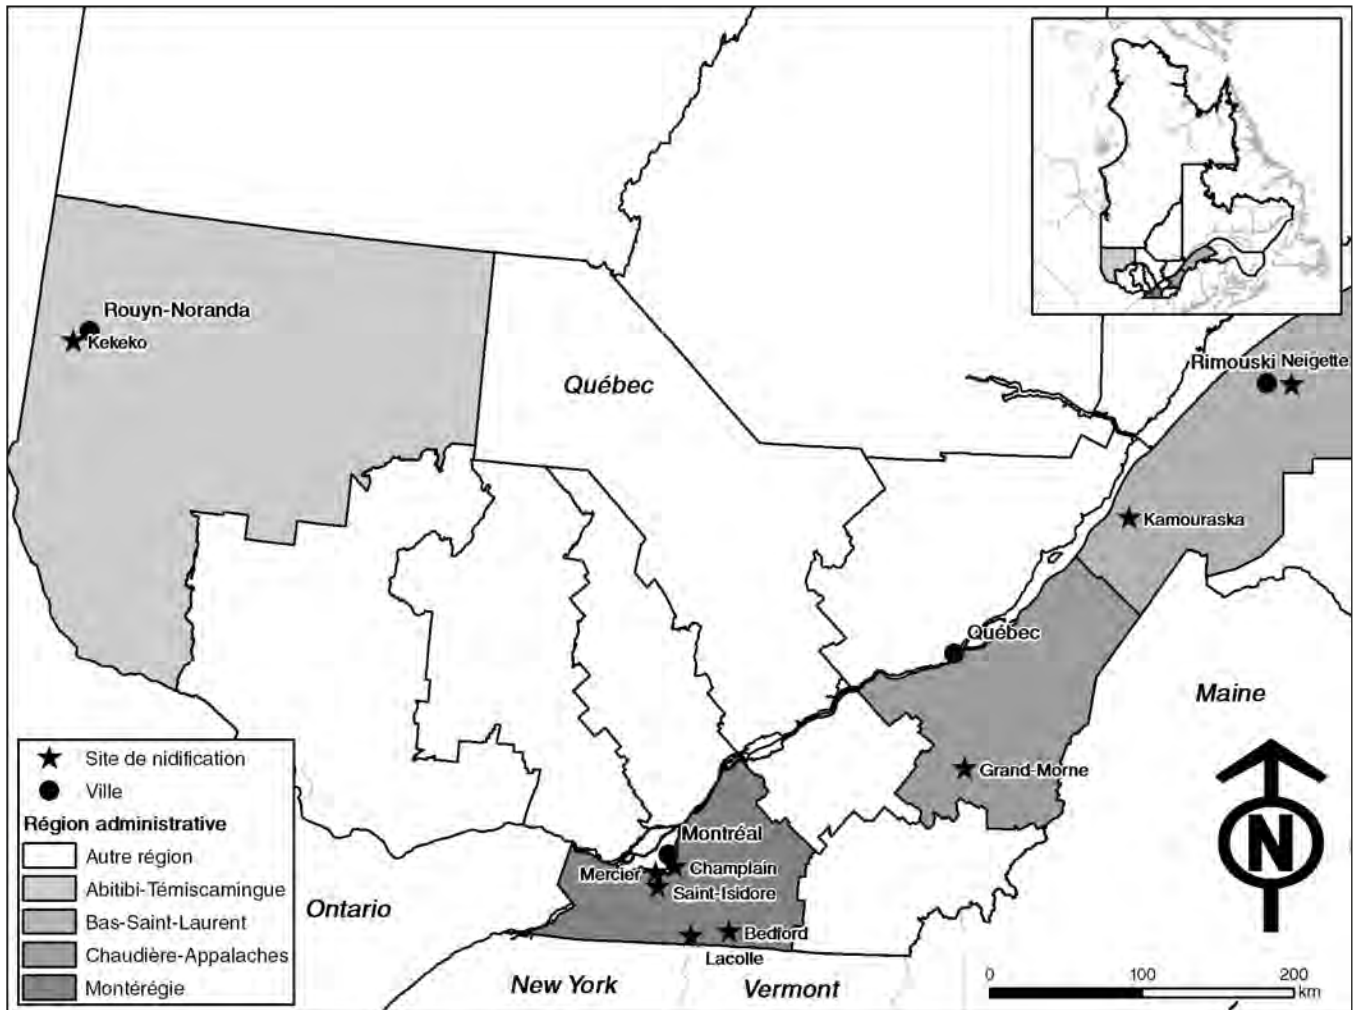 Rouyn-Noranda
Kekeko
Québec
Rimouski
Neigette
Kamouraska
Québec
Maine
Grand-Morne
Montréal
Champlain
Mercier
Saint-Isidore
Ontario
Bedford
Lacolle
New York
Vermont
Site de nidification
Ville
Région administrative
Autre région
Abitibi-Témiscamingue
Bas-Saint-Laurent
Chaudière-Appalaches
Montérégie
N
0 100 200
km